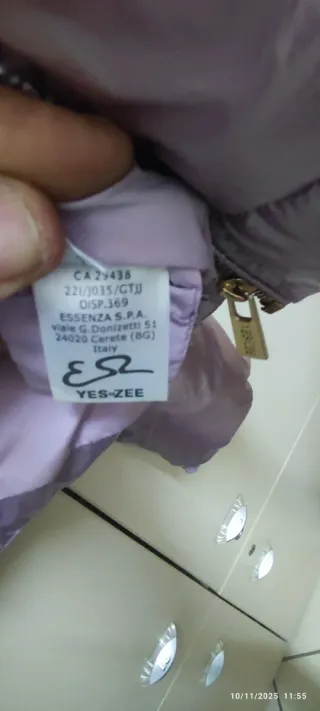 CA 29438
22I/J035/GTJJ
DISP.369
ESSENZA S.P.A.
viale G.Donizetti 51
24020 Cerete (BG)
Italy
YES-ZEE
10/11/2025 11:55